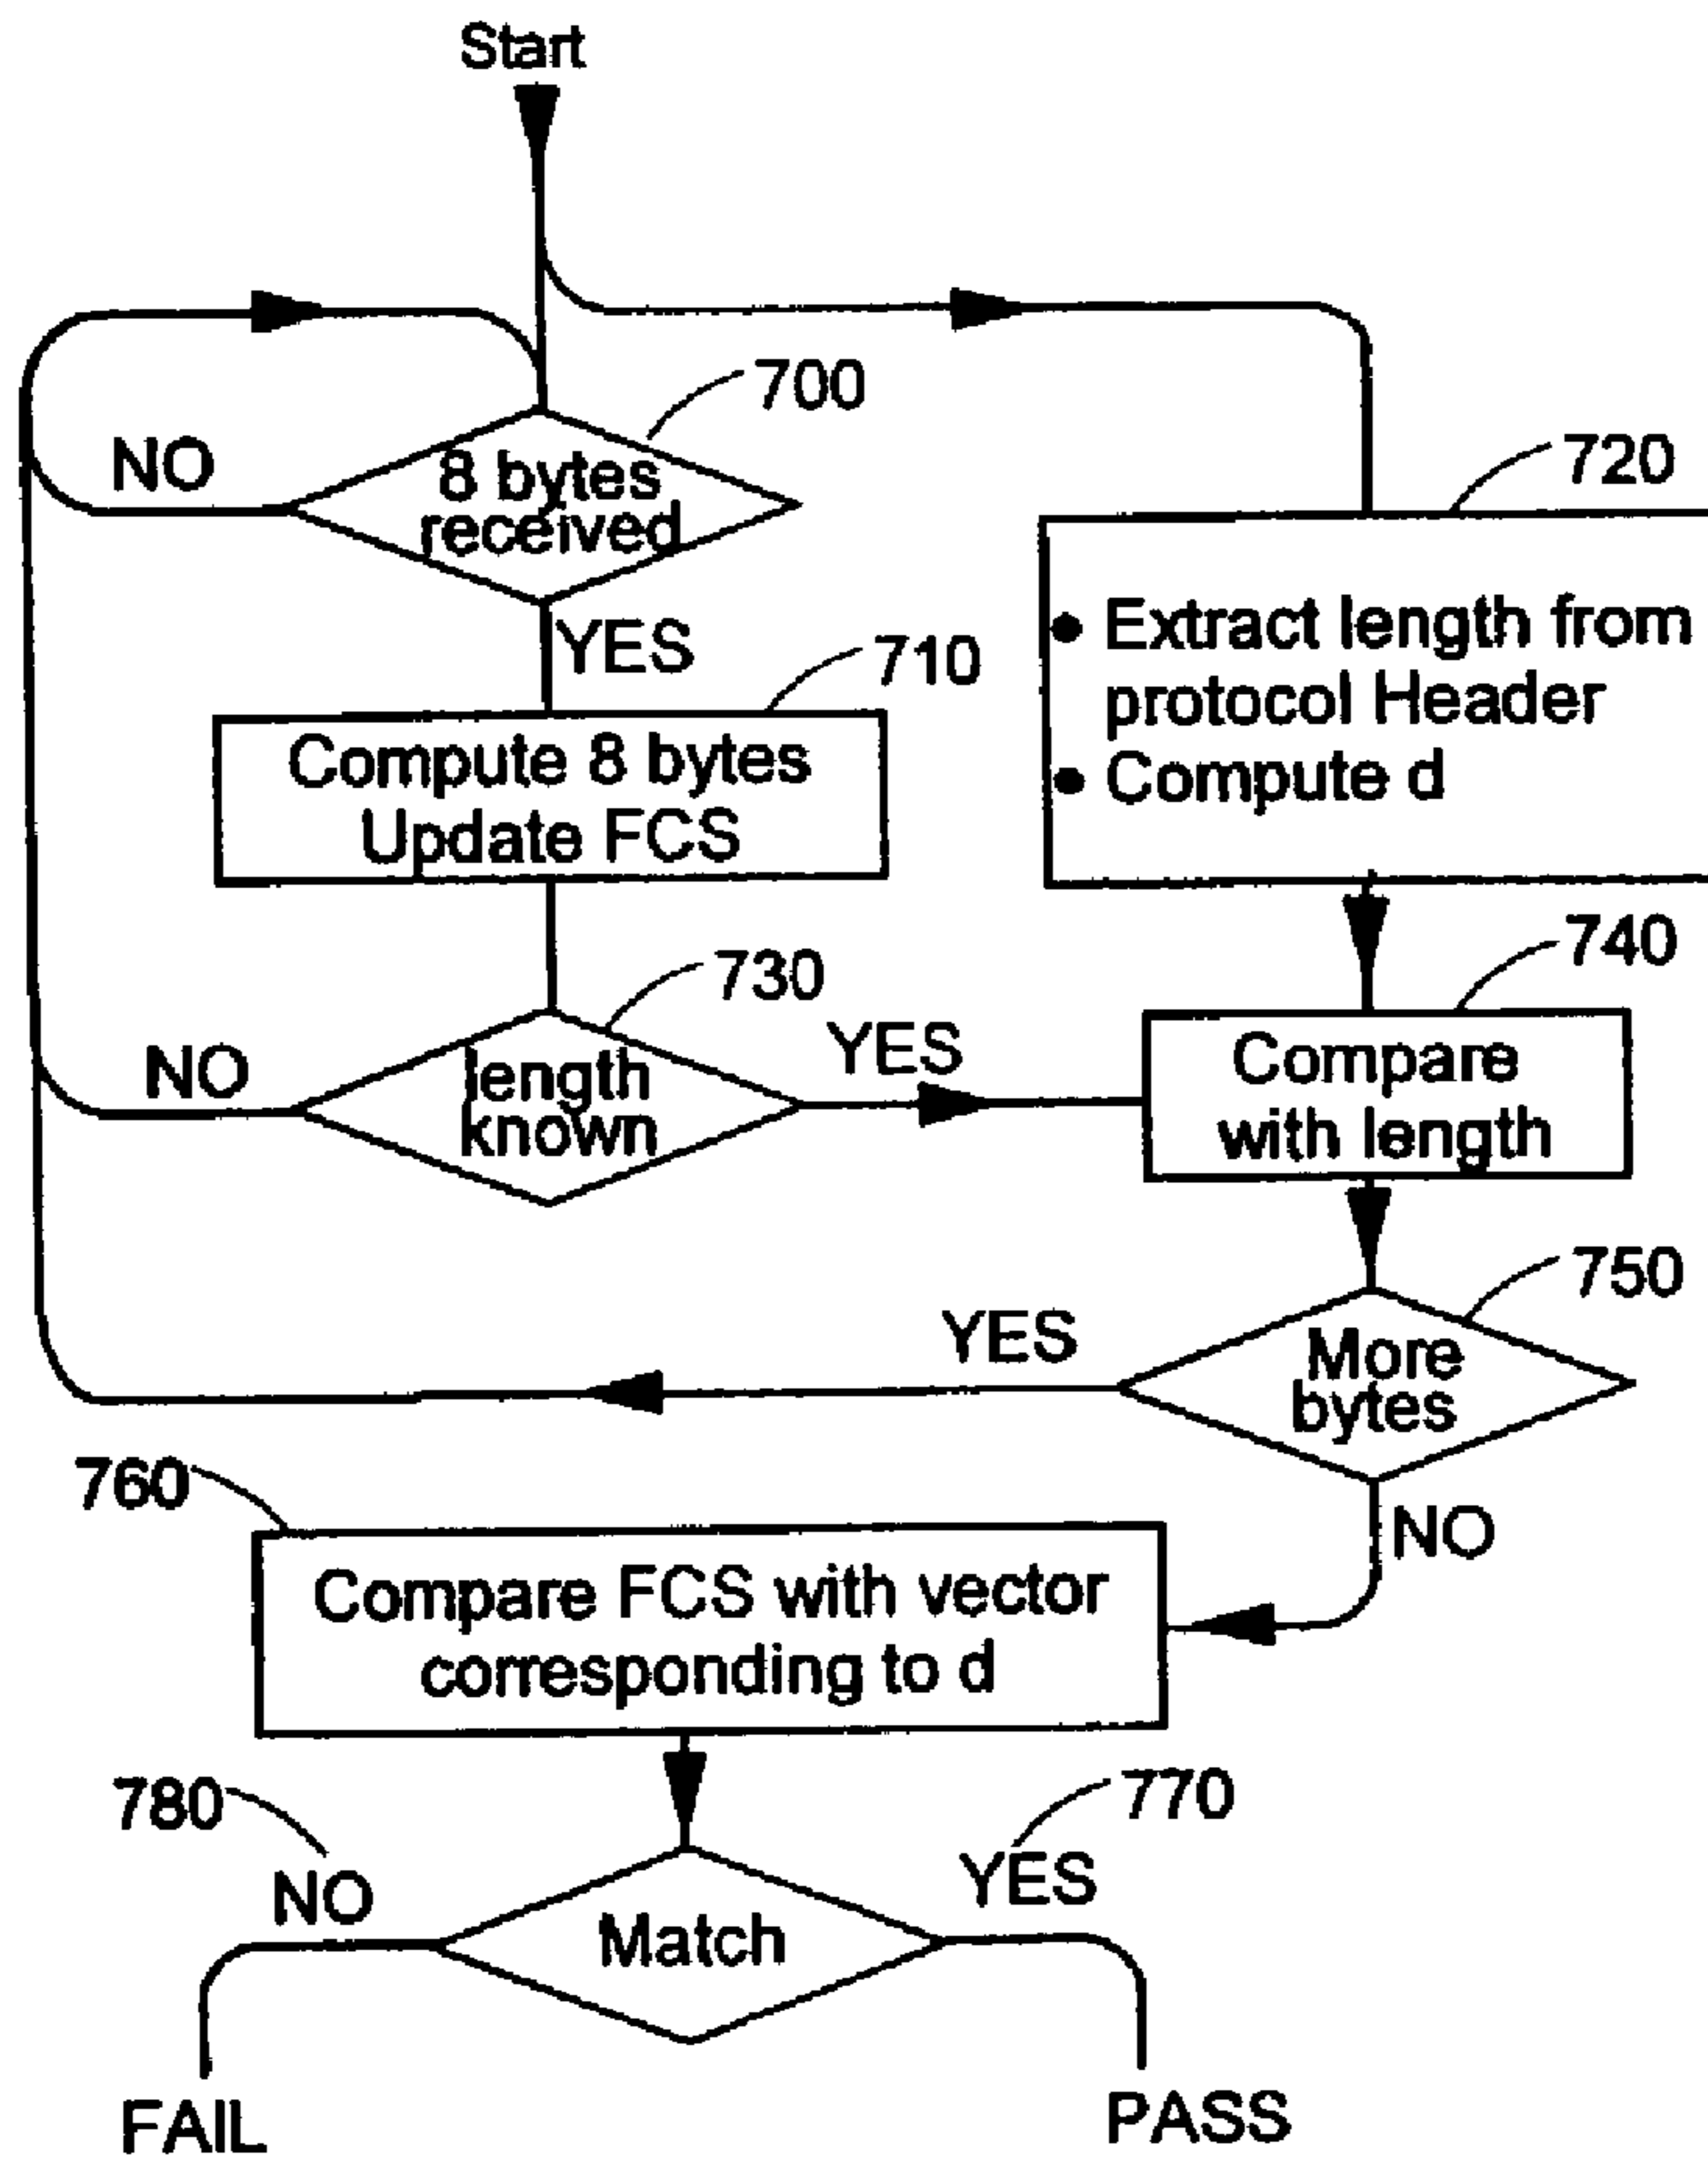 Start
700
NO
8 bytes
received
720
YES
710
• Extract length from
protocol Header
• Compute d
Compute 8 bytes
Update FCS
740
730
YES
NO
length
known
Compare
with length
750
YES
More
bytes
760
NO
Compare FCS with vector
corresponding to d
780
770
NO
YES
Match
FAIL
PASS